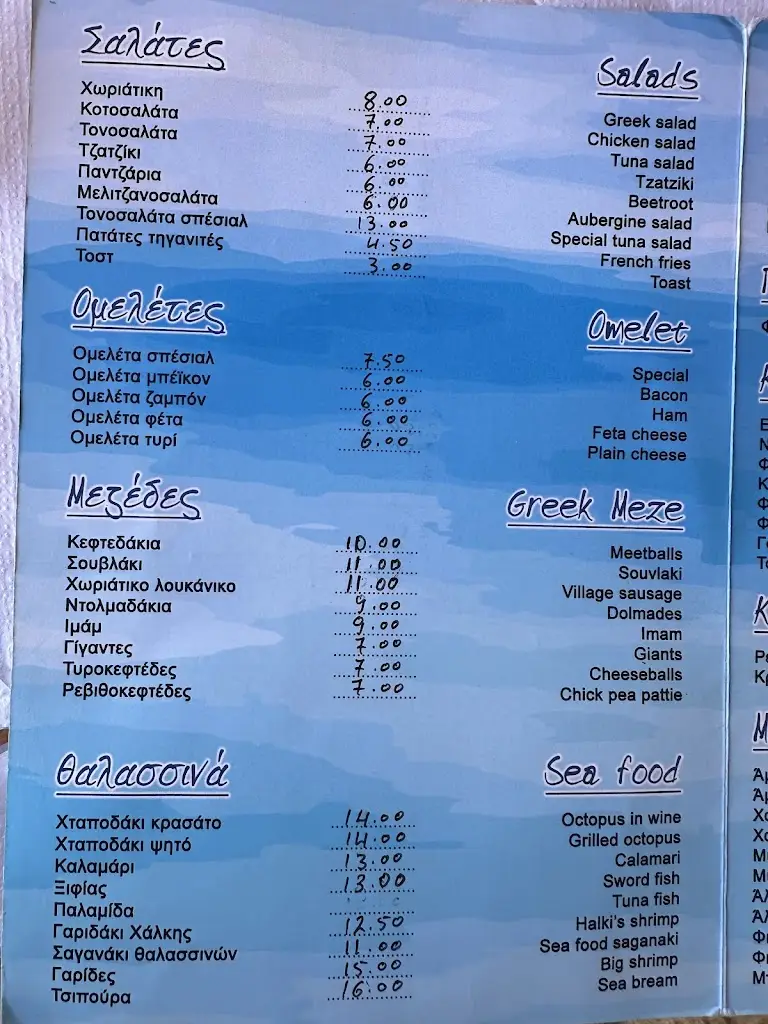 Σαλάτες
Salads
Χωριάτικη 8.00 Greek salad
Κοτοσαλάτα 7.00 Chicken salad
Τονοσαλάτα 7.00 Tuna salad
Τζατζίκι 6.00 Tzatziki
Παντζάρια 6.00 Beetroot
Μελιτζανοσαλάτα 6.00 Aubergine salad
Τονοσαλάτα σπέσιαλ 13.00 Special tuna salad
Πατάτες τηγανιτές 4.50 French fries
Τοστ 3.00 Toast
Ομελέτες
Omelet
Ομελέτα σπέσιαλ 7.50 Special
Ομελέτα μπέϊκον 6.00 Bacon
Ομελέτα ζαμπόν 6.00 Ham
Ομελέτα φέτα 6.00 Feta cheese
Ομελέτα τυρί 6.00 Plain cheese
Μεζέδες
Greek Meze
Κεφτεδάκια 10.00 Meetballs
Σουβλάκι 11.00 Souvlaki
Χωριάτικο λουκάνικο 11.00 Village sausage
Ντολμαδάκια 9.00 Dolmades
Ιμάμ 9.00 Imam
Γίγαντες 7.00 Giants
Τυροκεφτέδες 7.00 Cheeseballs
Ρεβιθοκεφτέδες 7.00 Chick pea pattie
Θαλασσινά
Sea food
Χταποδάκι κρασάτο 14.00 Octopus in wine
Χταποδάκι ψητό 14.00 Grilled octopus
Καλαμάρι 13.00 Calamari
Ξιφίας 13.00 Sword fish
Παλαμίδα Tuna fish
Γαριδάκι Χάλκης 12.50 Halki's shrimp
Σαγανάκι θαλασσινών 11.00 Sea food saganaki
Γαρίδες 15.00 Big shrimp
Τσιπούρα 16.00 Sea bream